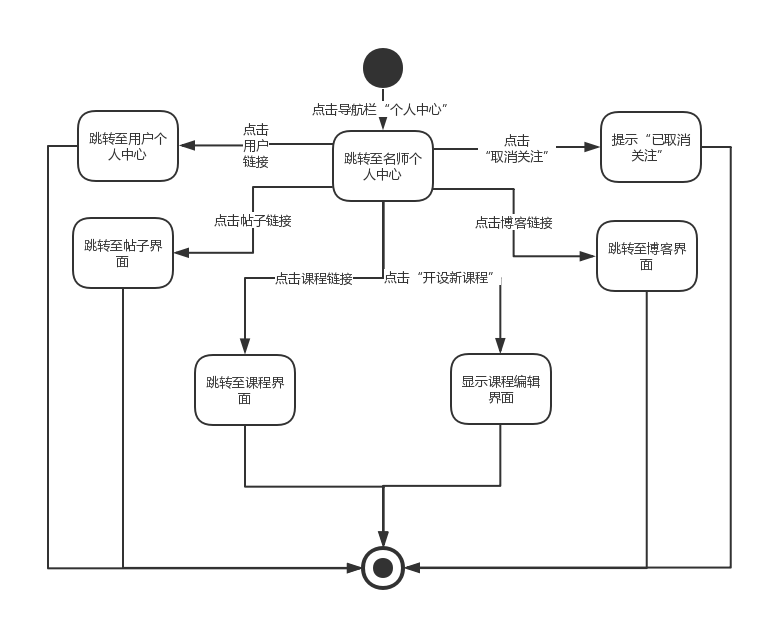 点击导航栏“个人中心”
跳转至用户个
人中心
点击
用户
链接
跳转至名师个
人中心
点击
“取消关注”
提示“已取消
关注”
点击帖子链接
点击博客链接
跳转至帖子界
面
跳转至博客界
面
点击课程链接
点击“开设新课程”
跳转至课程界
面
显示课程编辑
界面